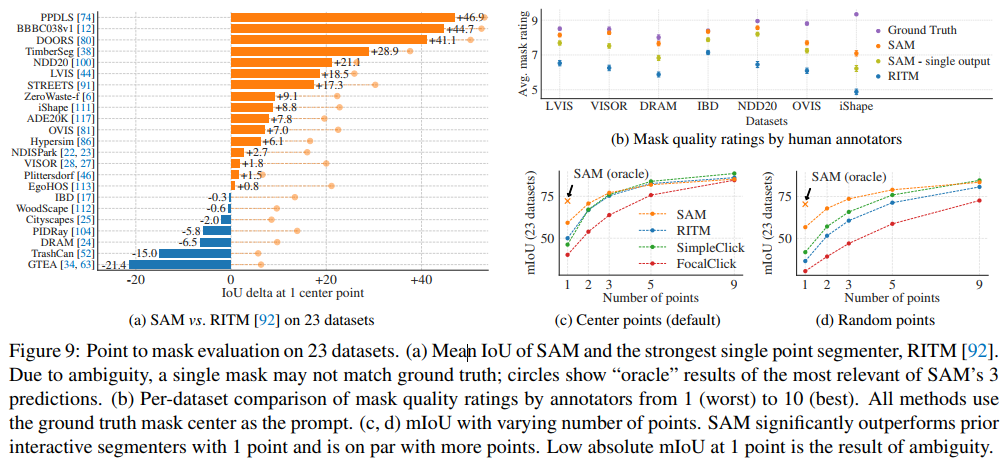 PPDLS [74]
BBBC038v1 [12]
DOORS [80]
TimberSeg [38]
NDD20 [100]
LVIS [44]
STREETS [91]
ZeroWaste-f [6]
iShape [111]
ADE20K [117]
OVIS [81]
Hypersim [86]
NDISPark [22, 23]
VISOR [28, 27]
Plittersdorf [46]
EgoHOS [113]
IBD [17]
WoodScape [112]
Cityscapes [25]
PIDRay [104]
DRAM [24]
TrashCan [52]
GTEA [34, 63]
+46.9
+44.7
+41.1
+28.9
+21.1
+18.5
+17.3
+9.1
+8.8
+7.8
+7.0
+6.1
+2.7
+1.8
+1.5
+0.8
-0.3
-0.6
-2.0
-5.8
-6.5
-15.0
-21.4
-20 0 +20 +40
IoU delta at 1 center point
(a) SAM vs. RITM [92] on 23 datasets
Avg. mask rating
9
7
5
LVIS VISOR DRAM IBD NDD20 OVIS iShape
Datasets
Ground Truth
SAM
SAM - single output
RITM
(b) Mask quality ratings by human annotators
mIoU (23 datasets)
75
50
SAM (oracle)
SAM
RITM
SimpleClick
FocalClick
1 2 3 5 9
Number of points
(c) Center points (default)
mIoU (23 datasets)
75
50
SAM (oracle)
1 2 3 5 9
Number of points
(d) Random points
Figure 9: Point to mask evaluation on 23 datasets. (a) Mean IoU of SAM and the strongest single point segmenter, RITM [92].
Due to ambiguity, a single mask may not match ground truth; circles show “oracle” results of the most relevant of SAM’s 3
predictions. (b) Per-dataset comparison of mask quality ratings by annotators from 1 (worst) to 10 (best). All methods use
the ground truth mask center as the prompt. (c, d) mIoU with varying number of points. SAM significantly outperforms prior
interactive segmenters with 1 point and is on par with more points. Low absolute mIoU at 1 point is the result of ambiguity.